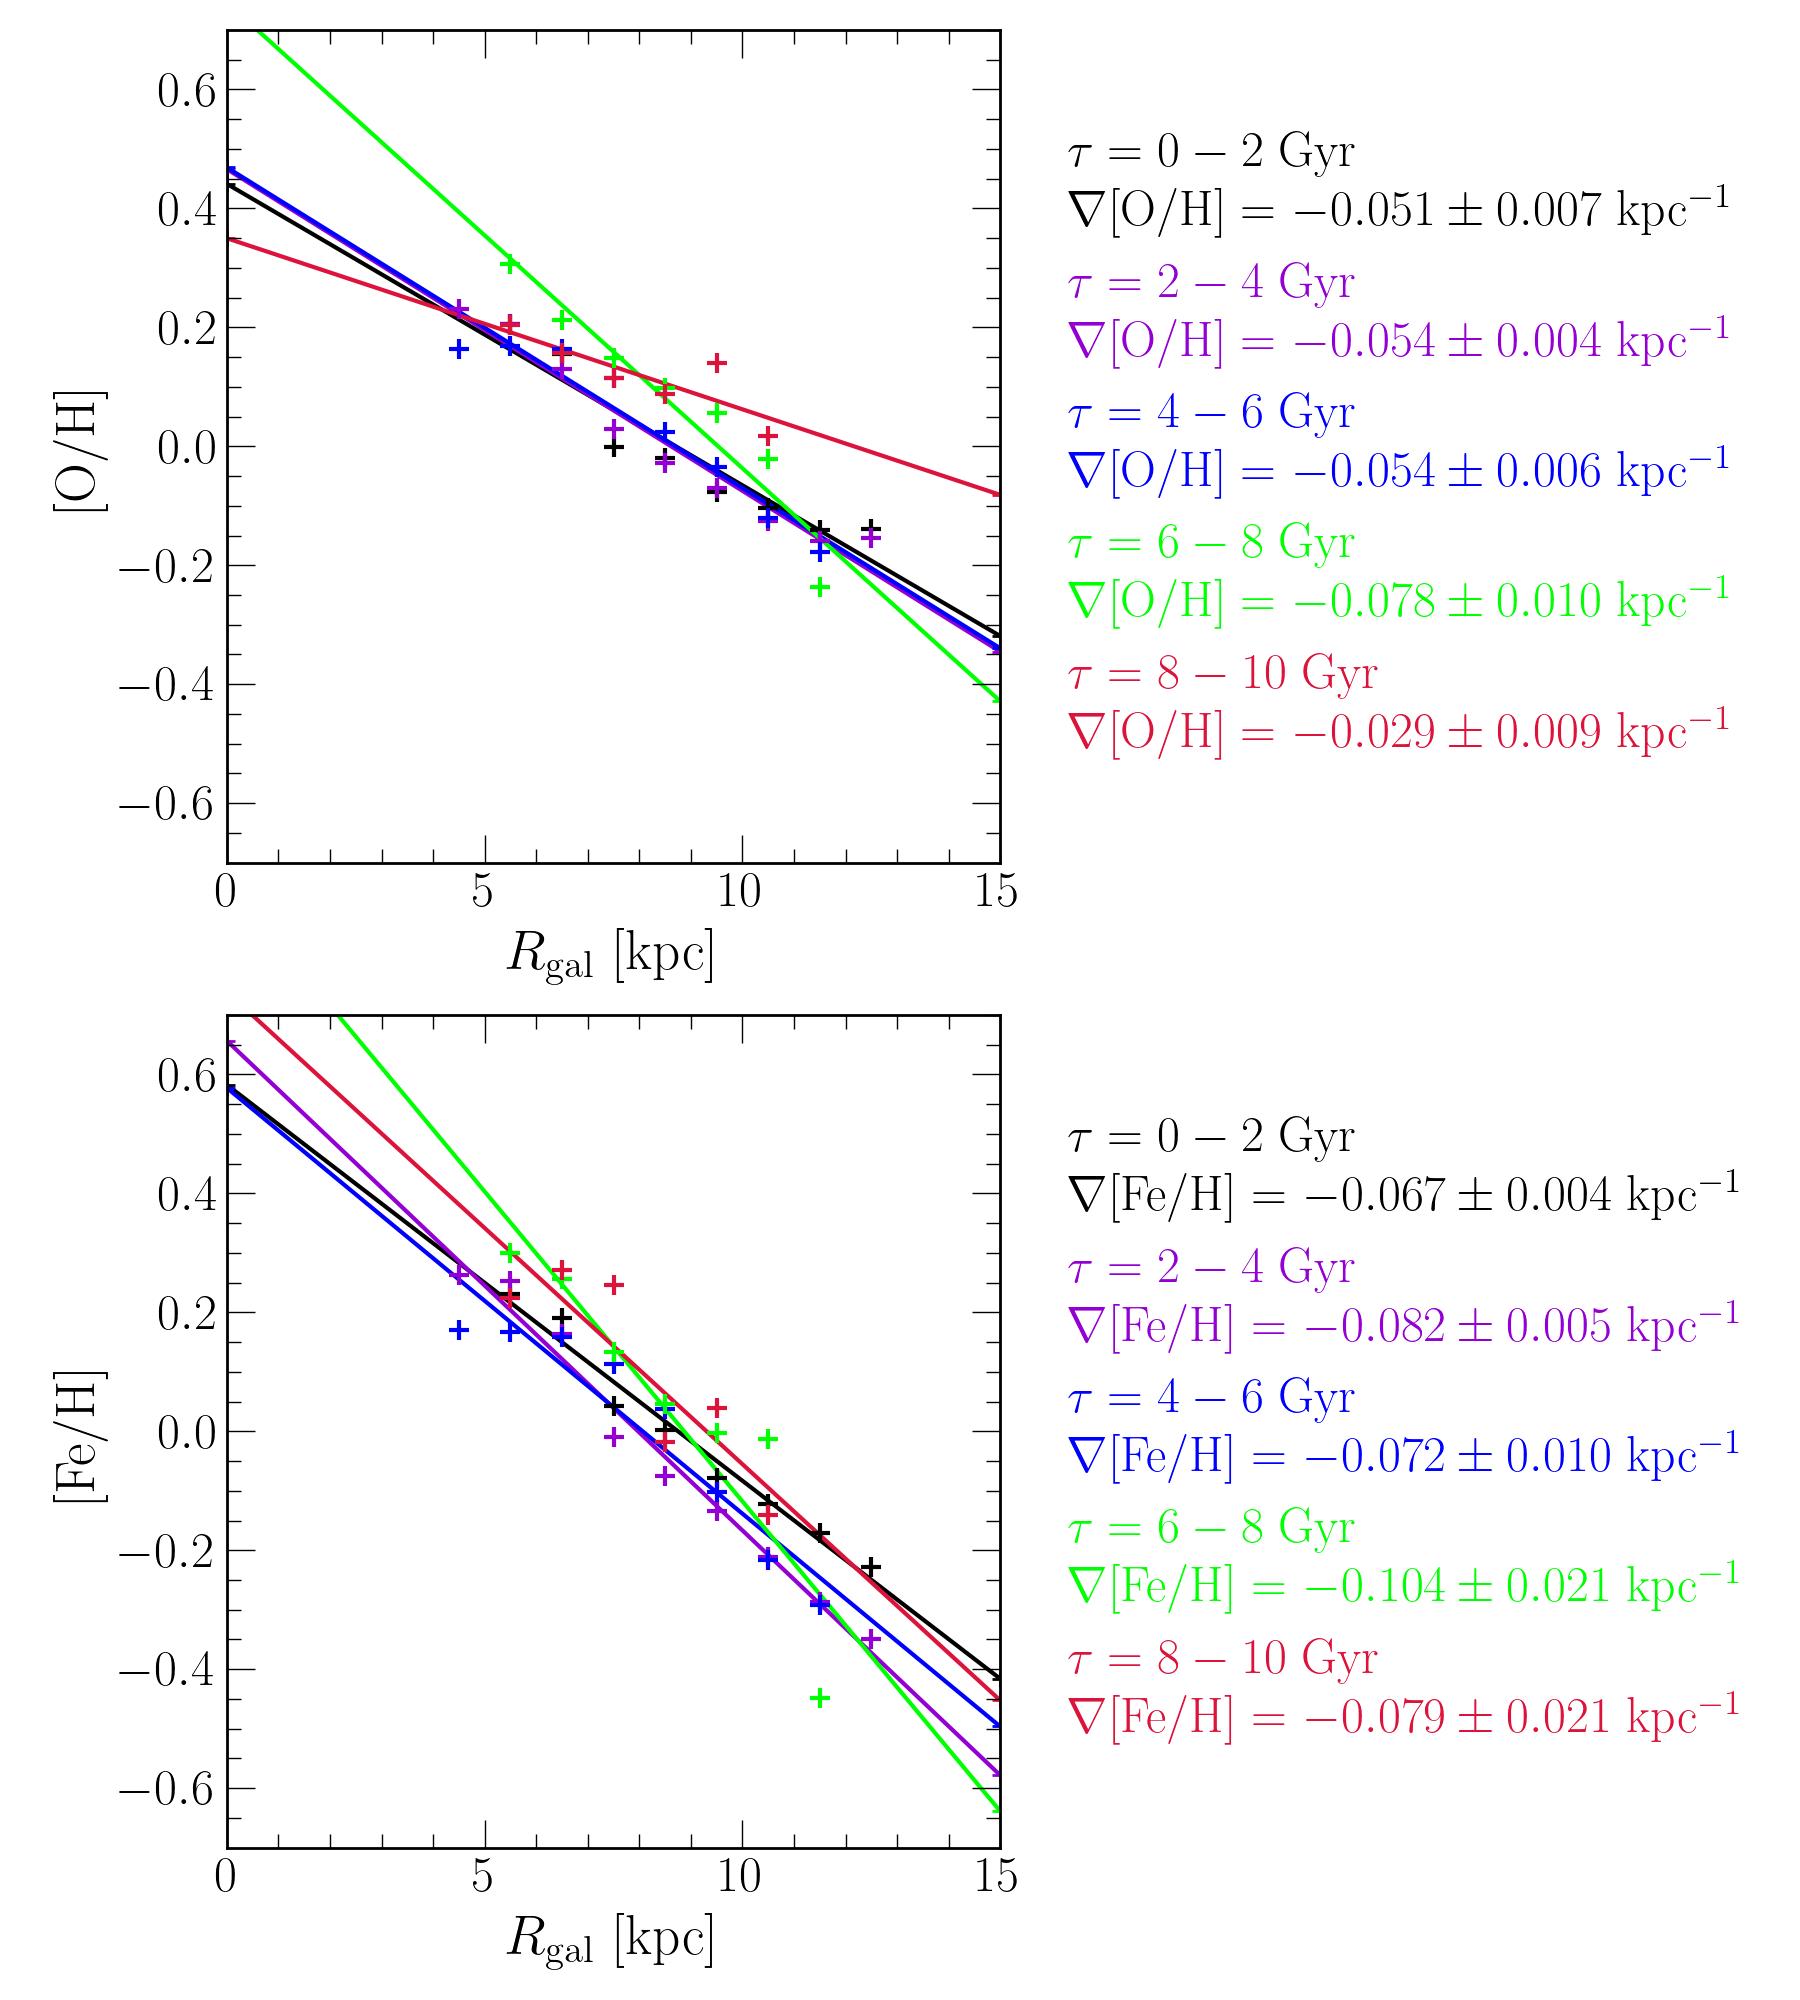 0.6
0.4
0.2
0.0
−0.2
−0.4
−0.6
[O/H]
0 5 10 15
R_gal [kpc]
τ = 0 − 2 Gyr
∇[O/H] = −0.051 ± 0.007 kpc⁻¹
τ = 2 − 4 Gyr
∇[O/H] = −0.054 ± 0.004 kpc⁻¹
τ = 4 − 6 Gyr
∇[O/H] = −0.054 ± 0.006 kpc⁻¹
τ = 6 − 8 Gyr
∇[O/H] = −0.078 ± 0.010 kpc⁻¹
τ = 8 − 10 Gyr
∇[O/H] = −0.029 ± 0.009 kpc⁻¹
0.6
0.4
0.2
0.0
−0.2
−0.4
−0.6
[Fe/H]
0 5 10 15
R_gal [kpc]
τ = 0 − 2 Gyr
∇[Fe/H] = −0.067 ± 0.004 kpc⁻¹
τ = 2 − 4 Gyr
∇[Fe/H] = −0.082 ± 0.005 kpc⁻¹
τ = 4 − 6 Gyr
∇[Fe/H] = −0.072 ± 0.010 kpc⁻¹
τ = 6 − 8 Gyr
∇[Fe/H] = −0.104 ± 0.021 kpc⁻¹
τ = 8 − 10 Gyr
∇[Fe/H] = −0.079 ± 0.021 kpc⁻¹